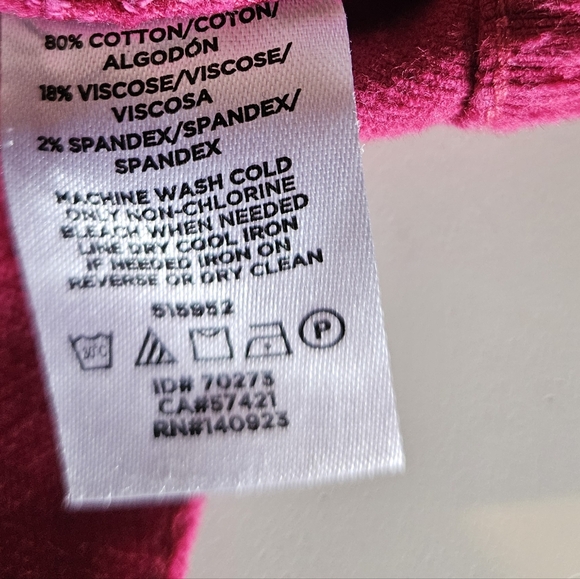 80% COTTON/COTON/
ALGODÓN
18% VISCOSE/VISCOSE/
VISCOSA
2% SPANDEX/SPANDEX/
SPANDEX
MACHINE WASH COLD
ONLY NON-CHLORINE
BLEACH WHEN NEEDED
LINE DRY COOL IRON
IF NEEDED IRON ON
REVERSE OR DRY CLEAN
515952
30°C
P
ID# 70273
CA#57421
RN#140923